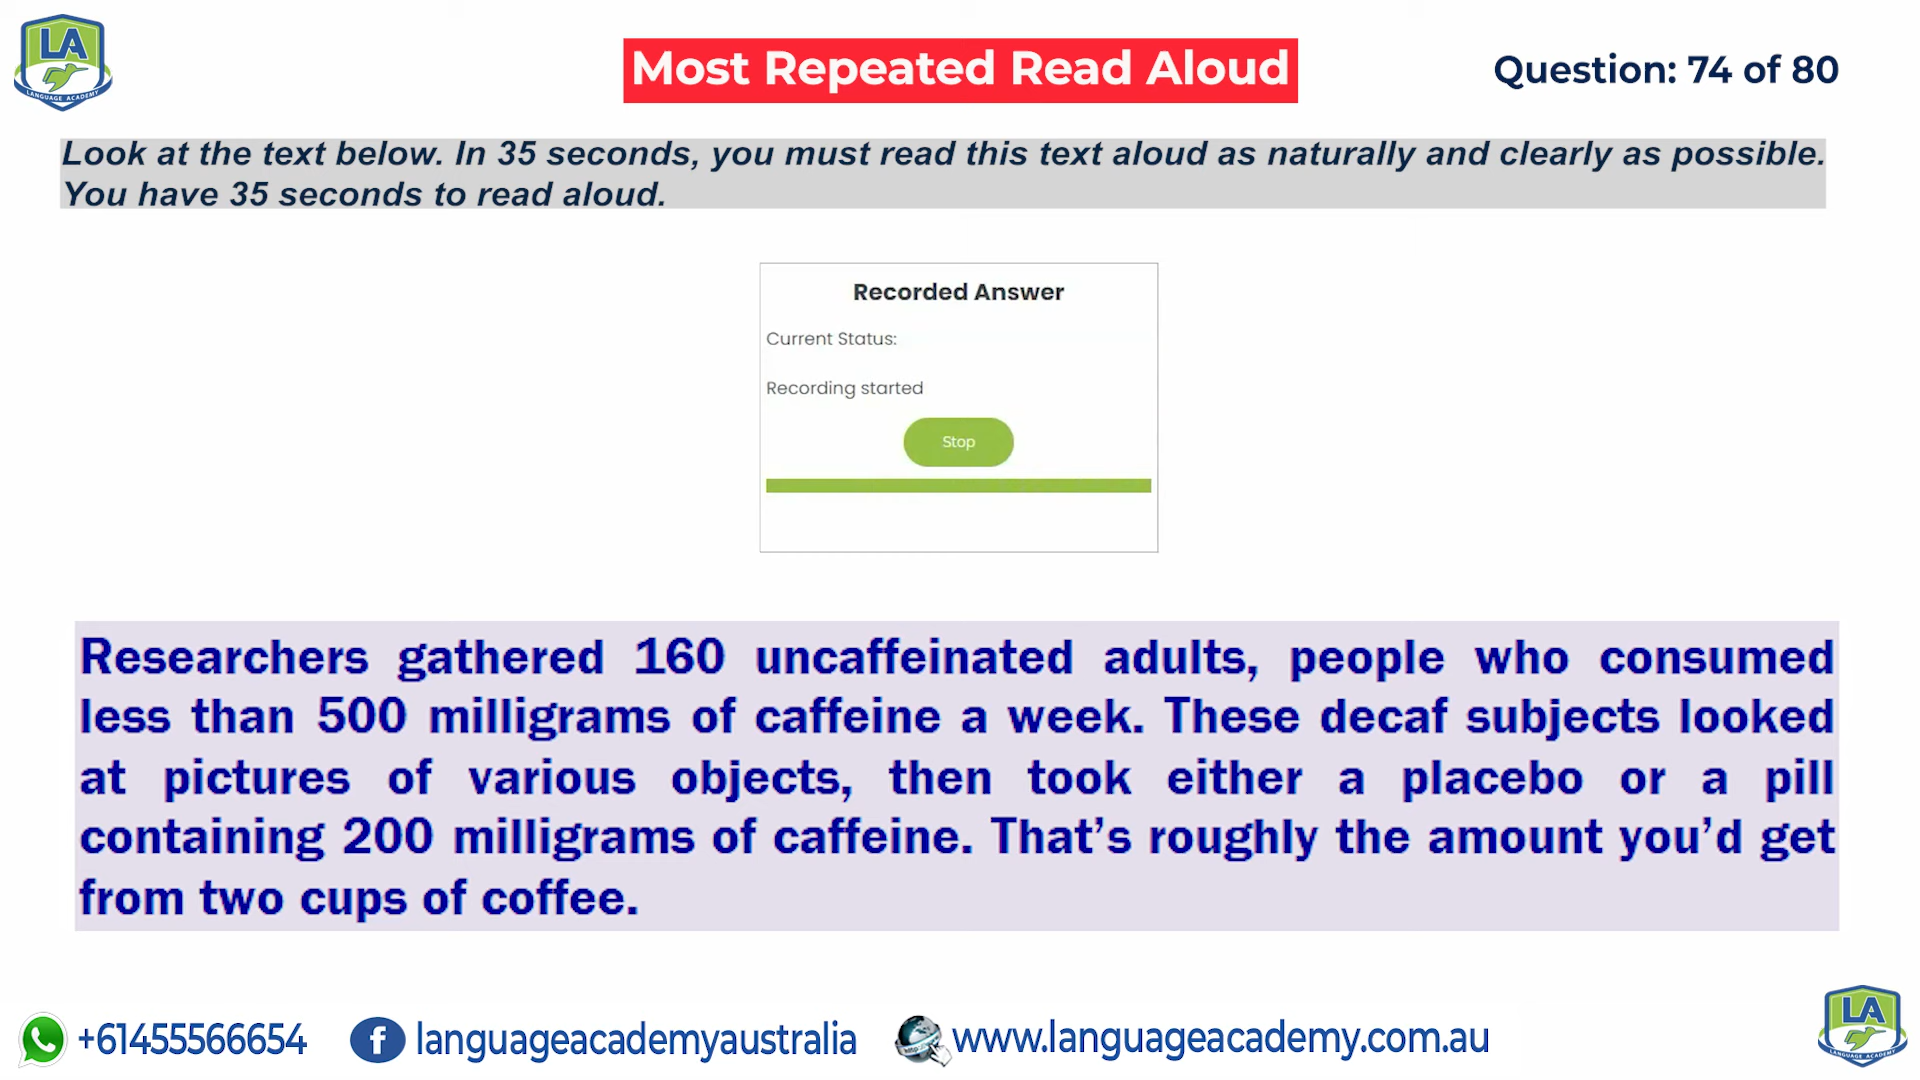 LA
LANGUAGE ACADEMY
Most Repeated Read Aloud
Question: 74 of 80
Look at the text below. In 35 seconds, you must read this text aloud as naturally and clearly as possible.
You have 35 seconds to read aloud.
Recorded Answer
Current Status:
Recording started
Stop
Researchers gathered 160 uncaffeinated adults, people who consumed
less than 500 milligrams of caffeine a week. These decaf subjects looked
at pictures of various objects, then took either a placebo or a pill
containing 200 milligrams of caffeine. That’s roughly the amount you’d get
from two cups of coffee.
+61455566654
f languageacademyaustralia
http:// www.languageacademy.com.au
LA
LANGUAGE ACADEMY